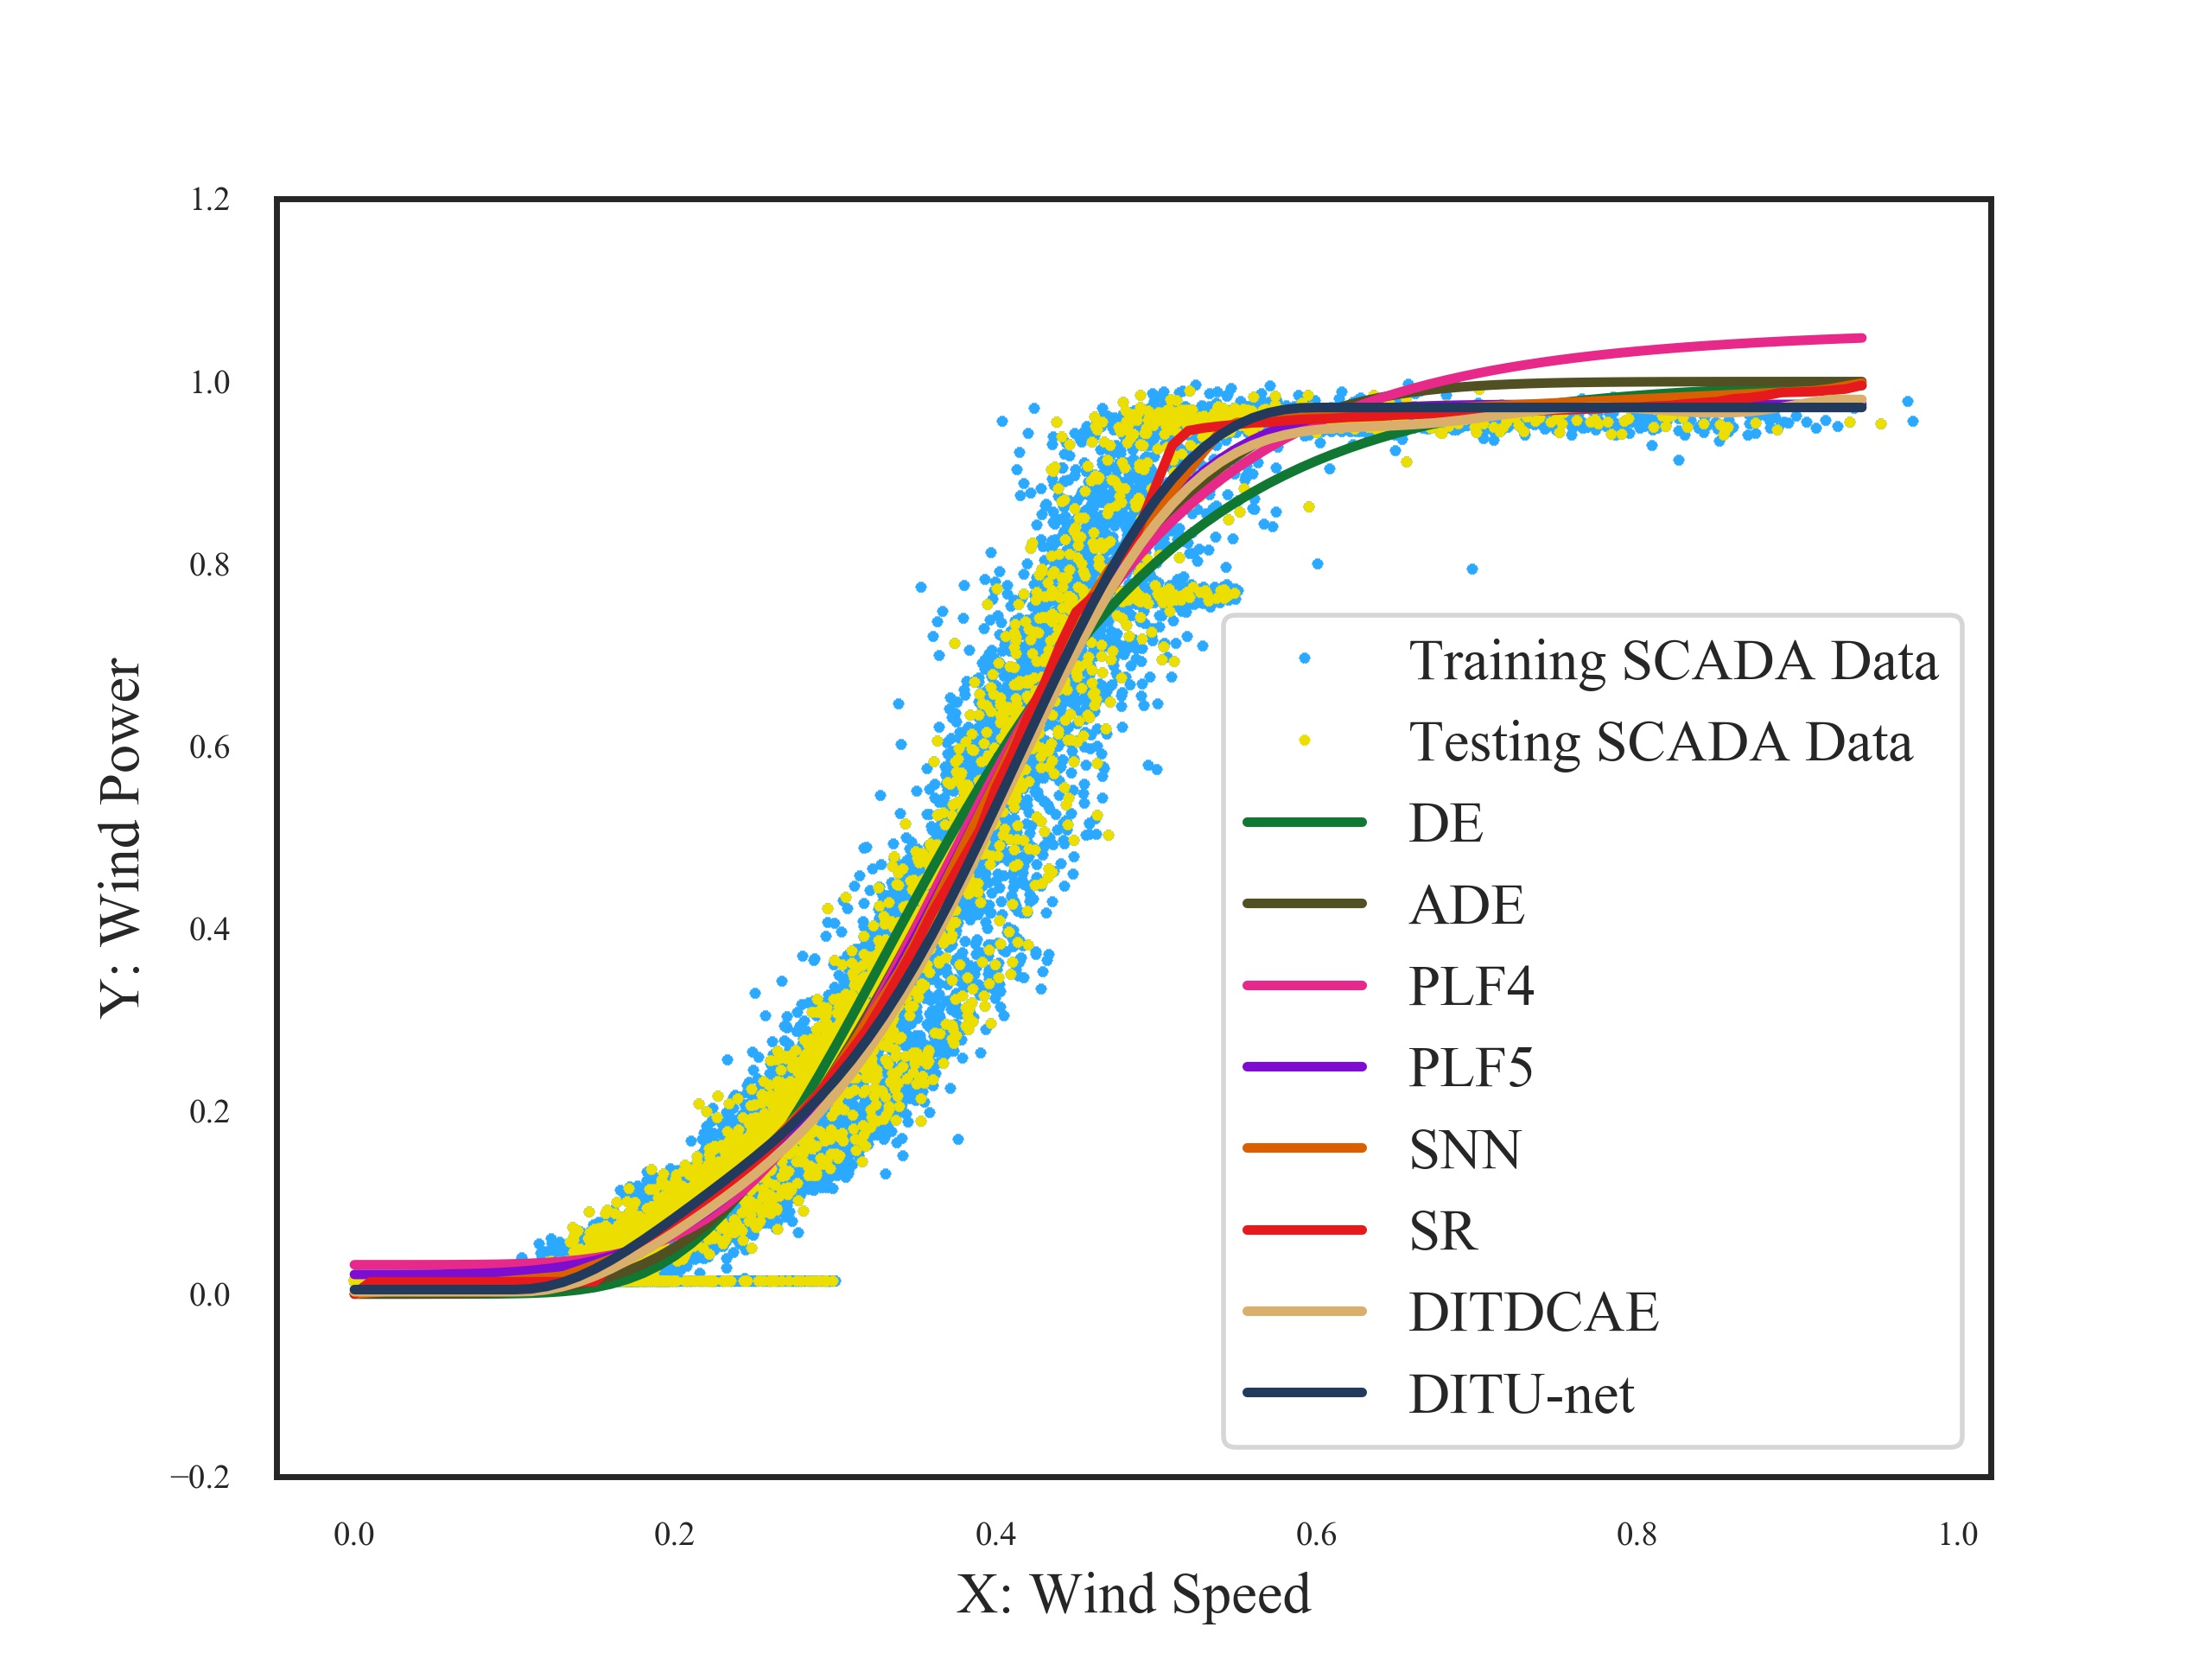 1.2
1.0
0.8
0.6
0.4
0.2
0.0
−0.2
Y: Wind Power
Training SCADA Data
Testing SCADA Data
DE
ADE
PLF4
PLF5
SNN
SR
DITDCAE
DITU-net
0.0 0.2 0.4 0.6 0.8 1.0
X: Wind Speed